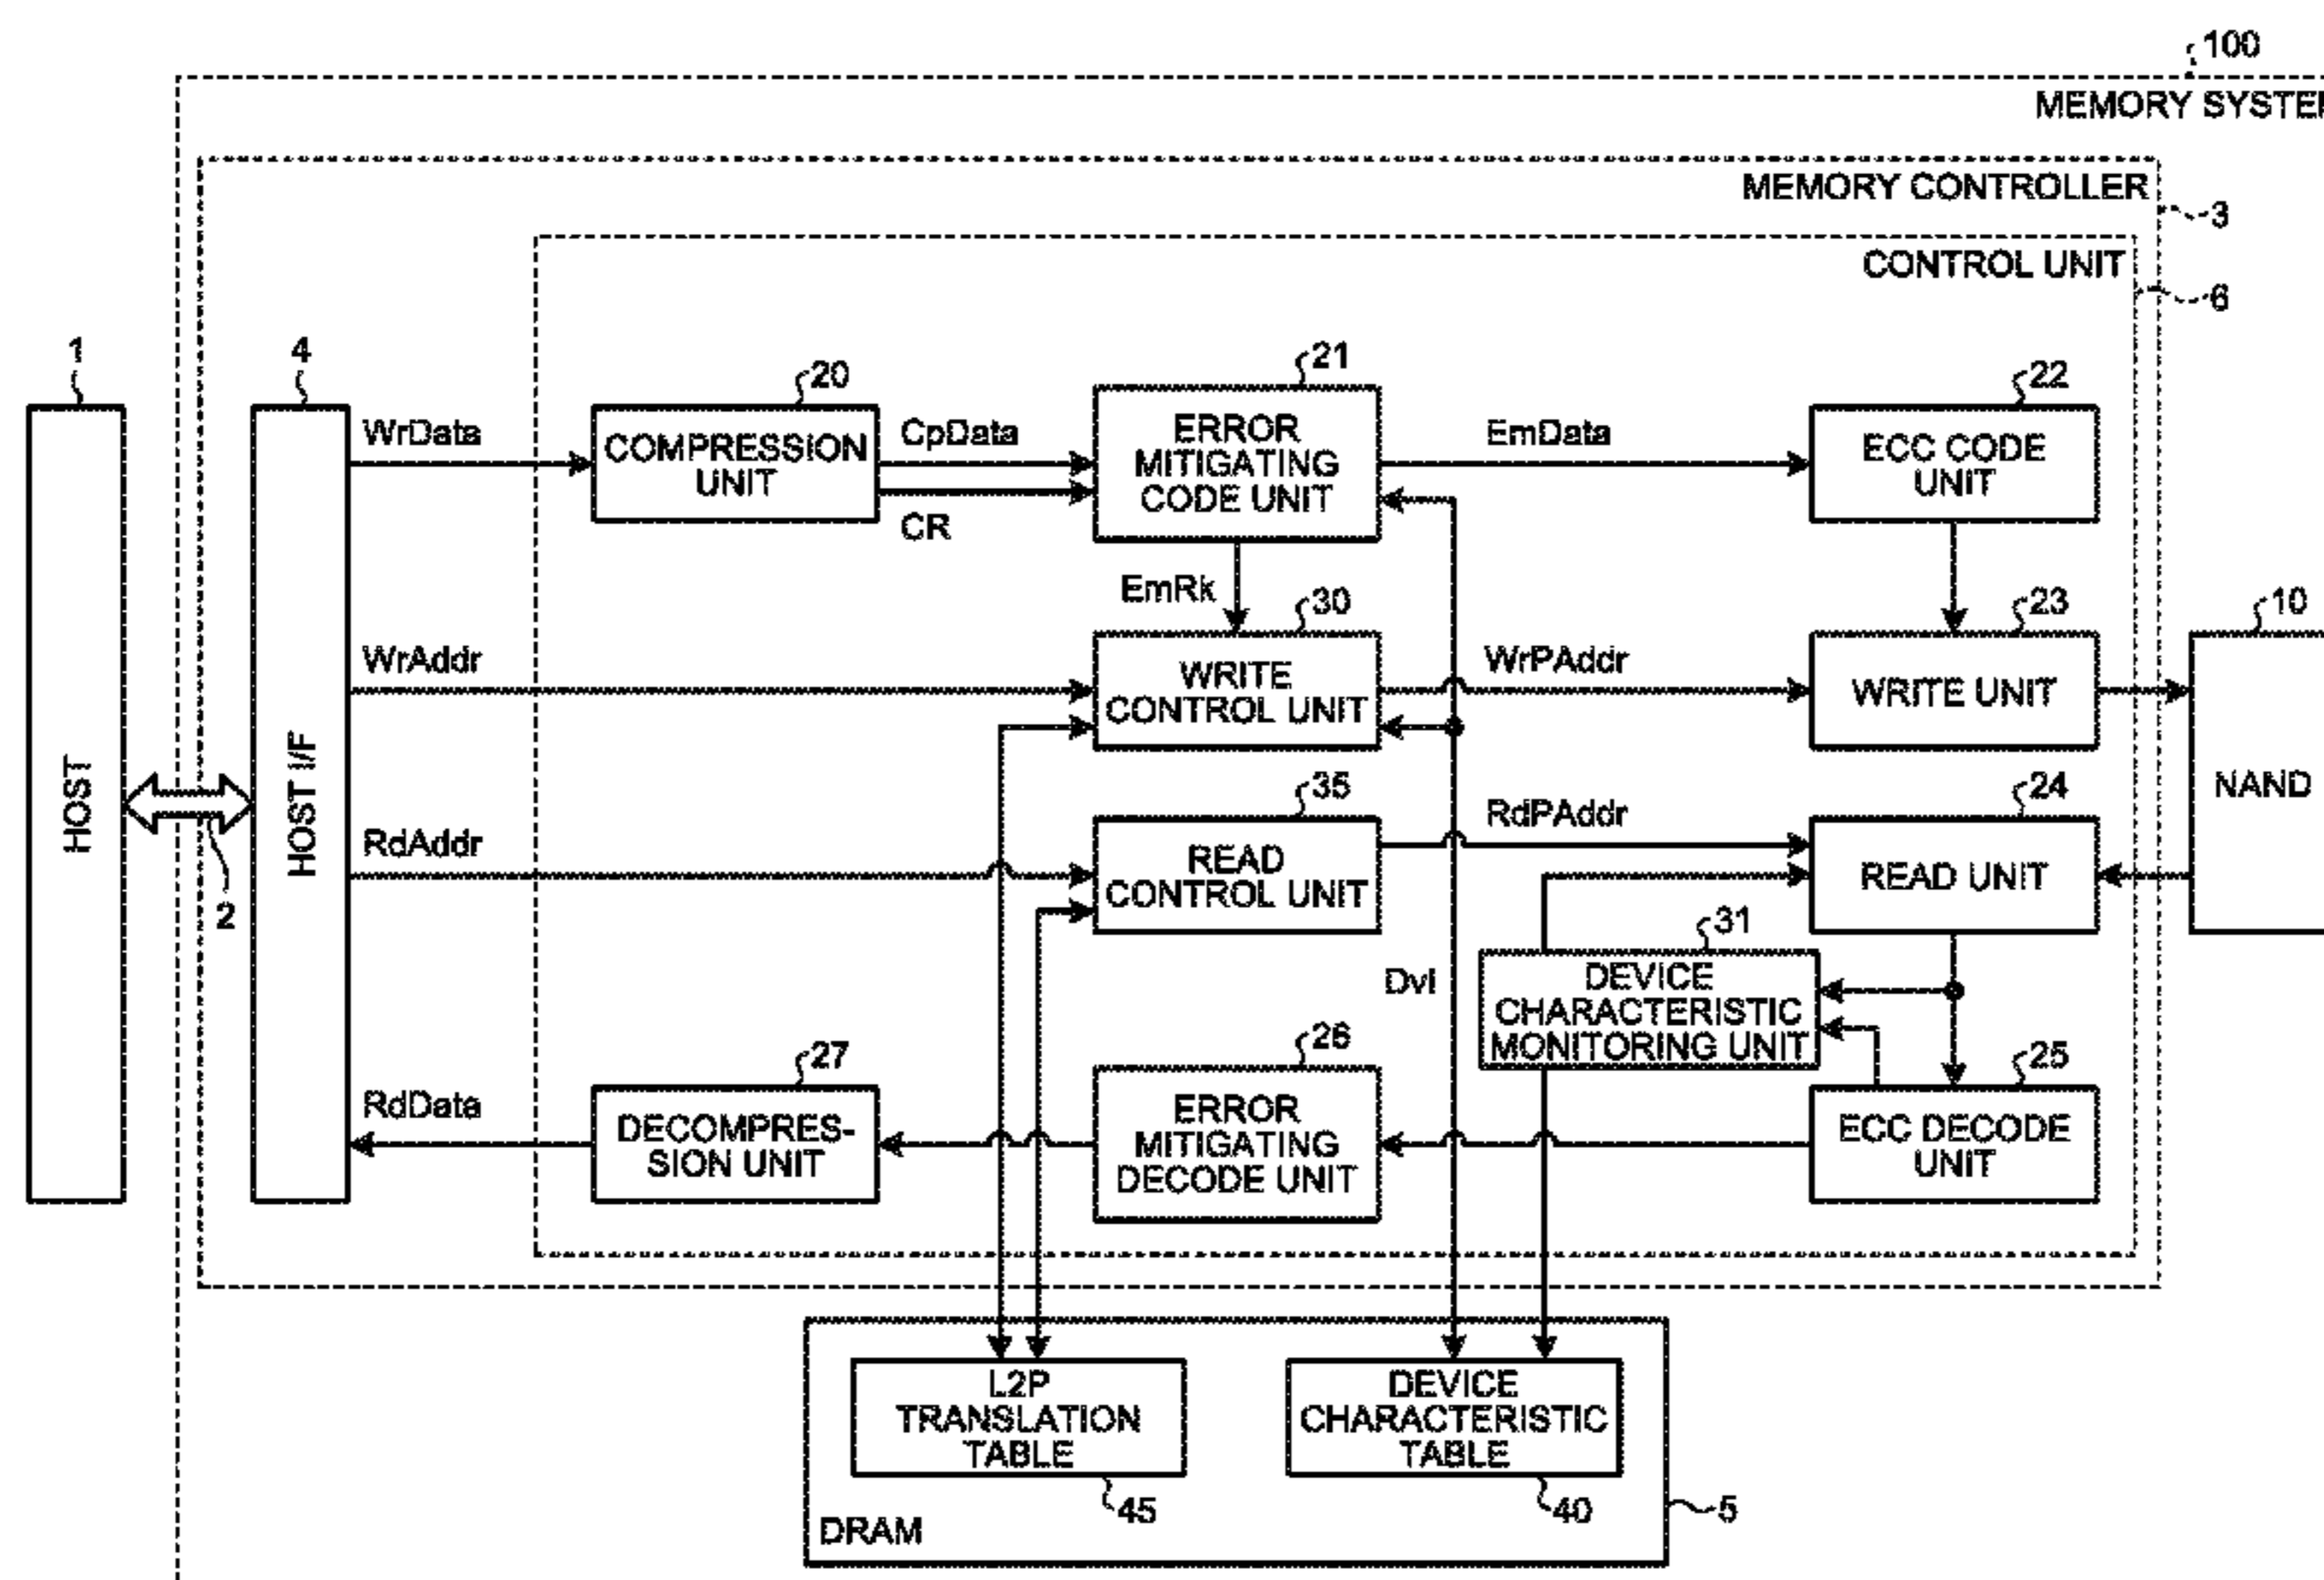 100
MEMORY SYSTEM
MEMORY CONTROLLER
3
CONTROL UNIT
6
1
4
20
21
22
WrData
COMPRESSION
UNIT
CpData
CR
ERROR
MITIGATING
CODE UNIT
EmData
ECC CODE
UNIT
EmRk
30
23
10
WrAddr
WRITE
CONTROL UNIT
WrPAddr
WRITE UNIT
HOST
HOST I/F
NAND
2
35
24
RdAddr
READ
CONTROL UNIT
RdPAddr
READ UNIT
31
Dvl
DEVICE
CHARACTERISTIC
MONITORING UNIT
27
26
25
RdData
DECOMPRES-
SION UNIT
ERROR
MITIGATING
DECODE UNIT
ECC DECODE
UNIT
L2P
TRANSLATION
TABLE
DEVICE
CHARACTERISTIC
TABLE
45
40
5
DRAM